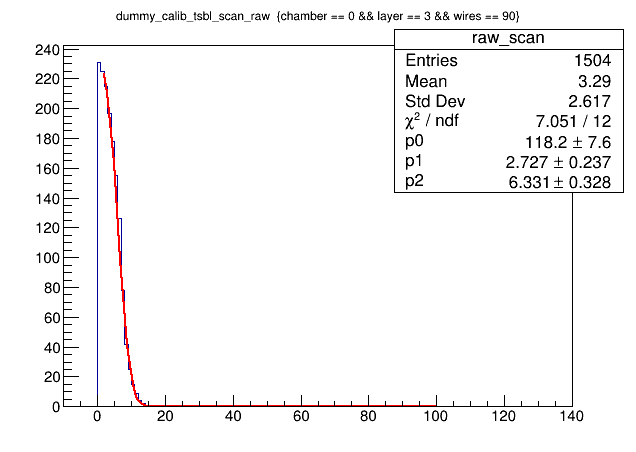 dummy_calib_tsbl_scan_raw {chamber == 0 && layer == 3 && wires == 90}
raw_scan
Entries 1504
Mean 3.29
Std Dev 2.617
χ² / ndf 7.051 / 12
p0 118.2 ± 7.6
p1 2.727 ± 0.237
p2 6.331 ± 0.328
240
220
200
180
160
140
120
100
80
60
40
20
0
0 20 40 60 80 100 120 140